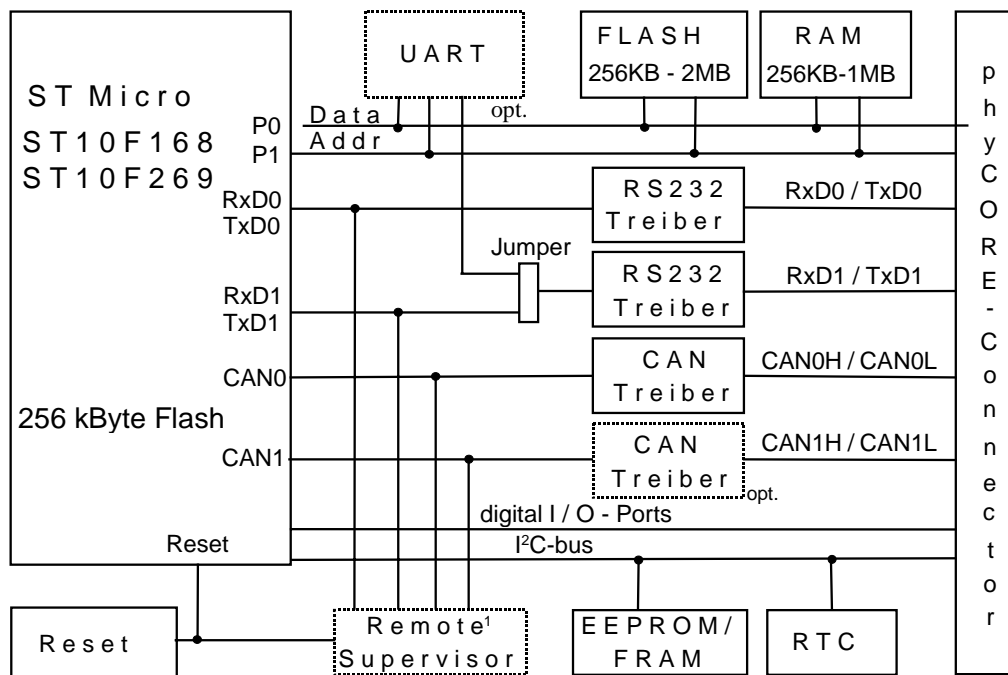 ST Micro
ST10F168
ST10F269
P0
P1
RxD0
TxD0
RxD1
TxD1
CAN0
256 kByte Flash
CAN1
Reset
Data
Addr
UART
opt.
FLASH
256KB - 2MB
RAM
256KB-1MB
RS232
Treiber
RxD0 / TxD0
Jumper
RS232
Treiber
RxD1 / TxD1
CAN
Treiber
CAN0H / CAN0L
CAN
Treiber
opt.
CAN1H / CAN1L
digital I / O - Ports
I²C-bus
Reset
Remote¹
Supervisor
EEPROM/
FRAM
RTC
phyCORE-Connector